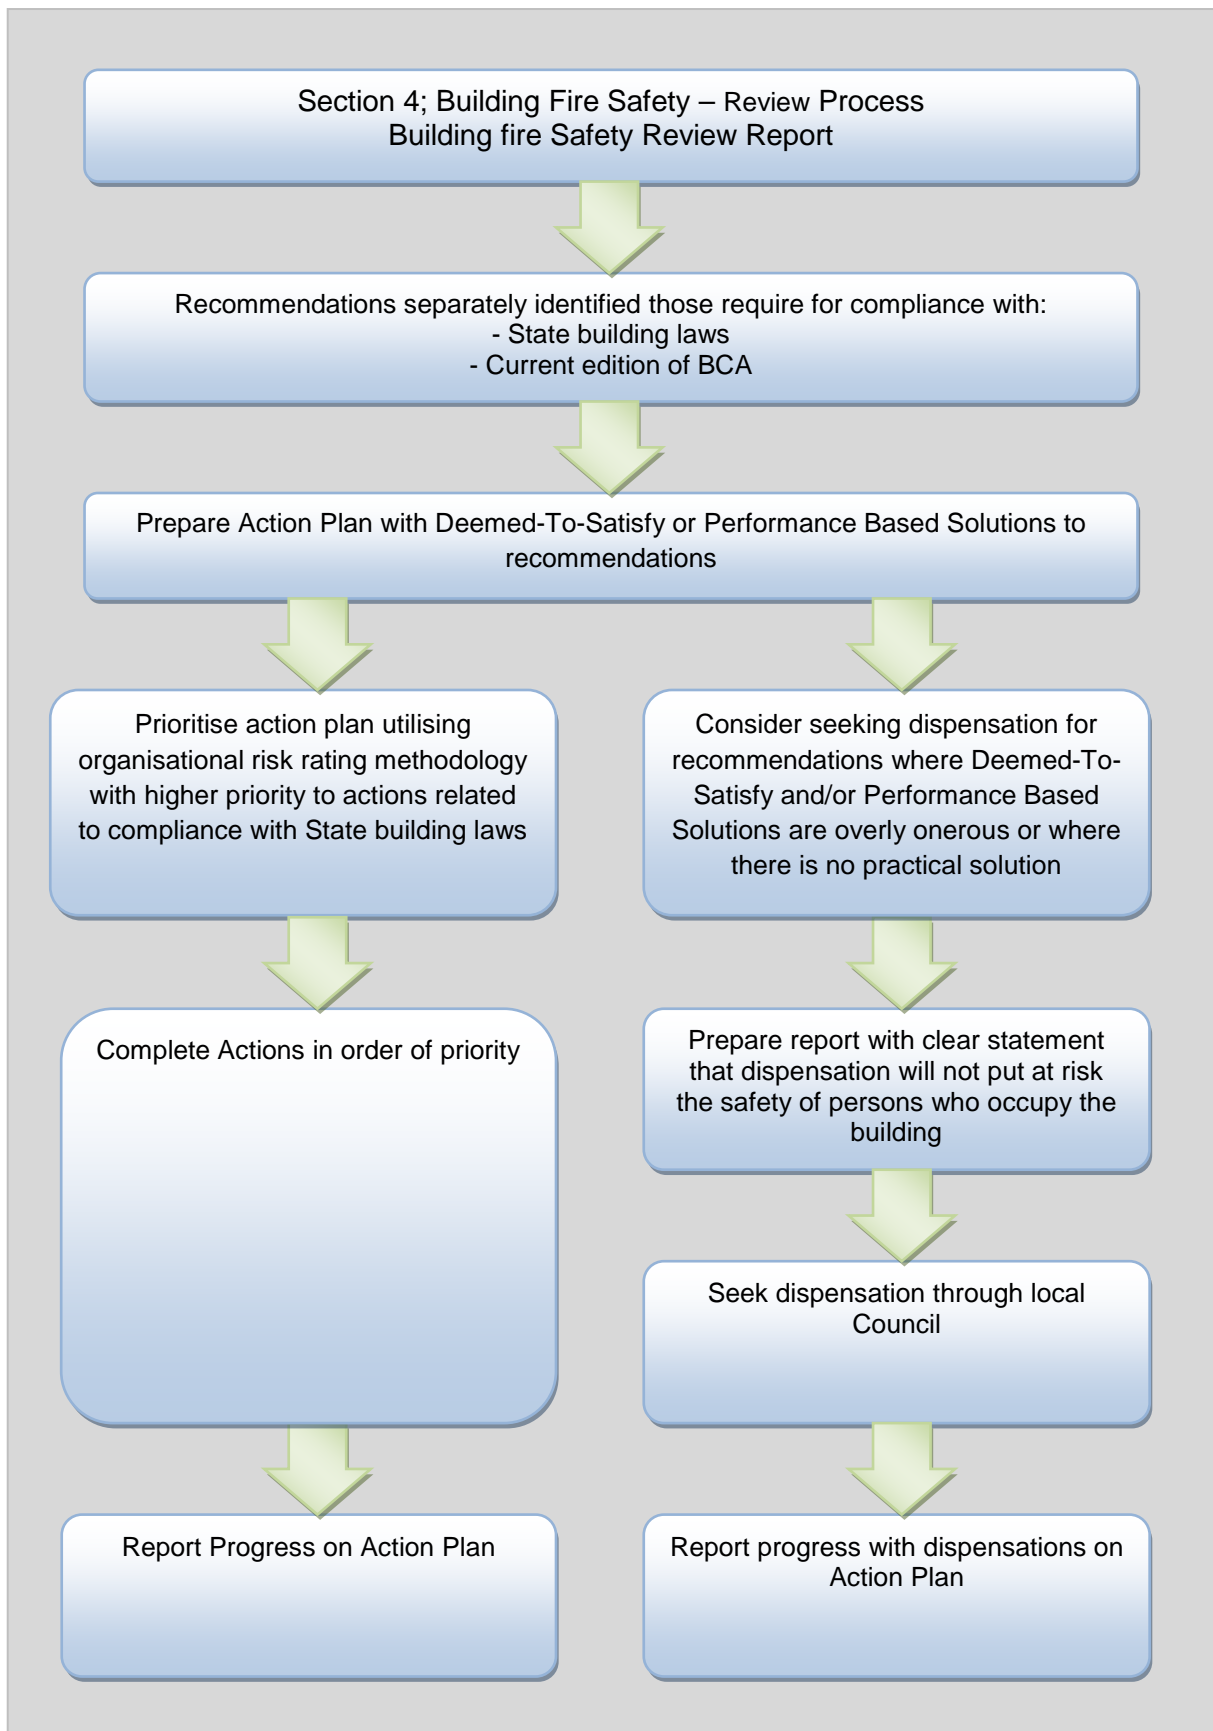 Section 4; Building Fire Safety – Review Process
Building fire Safety Review Report
Recommendations separately identified those require for compliance with:
- State building laws
- Current edition of BCA
Prepare Action Plan with Deemed-To-Satisfy or Performance Based Solutions to
recommendations
Prioritise action plan utilising
organisational risk rating methodology
with higher priority to actions related
to compliance with State building laws
Consider seeking dispensation for
recommendations where Deemed-To-
Satisfy and/or Performance Based
Solutions are overly onerous or where
there is no practical solution
Complete Actions in order of priority
Prepare report with clear statement
that dispensation will not put at risk
the safety of persons who occupy the
building
Seek dispensation through local
Council
Report Progress on Action Plan
Report progress with dispensations on
Action Plan